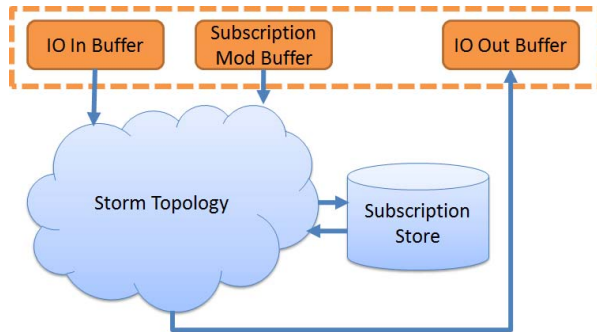 IO In Buffer
Subscription
Mod Buffer
IO Out Buffer
Storm Topology
Subscription
Store